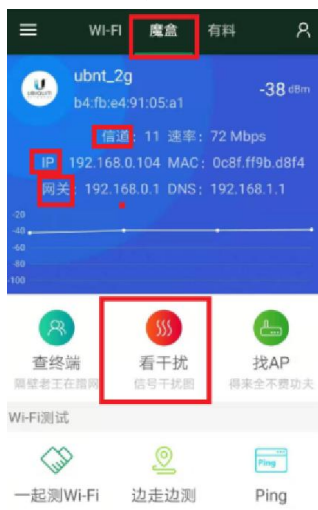 WI-FI 魔盒 有料
ubnt_2g
b4:fb:e4:91:05:a1
-38 dBm
信道: 11 速率: 72 Mbps
IP 192.168.0.104 MAC: 0c8f.ff9b.d8f4
网关: 192.168.0.1 DNS: 192.168.1.1
-20
-40
-60
-80
-100
查终端 看干扰 找AP
隔壁老王在蹭网 信号干扰图 得来全不费功夫
Wi-Fi测试
Ping
一起测Wi-Fi 边走边测 Ping